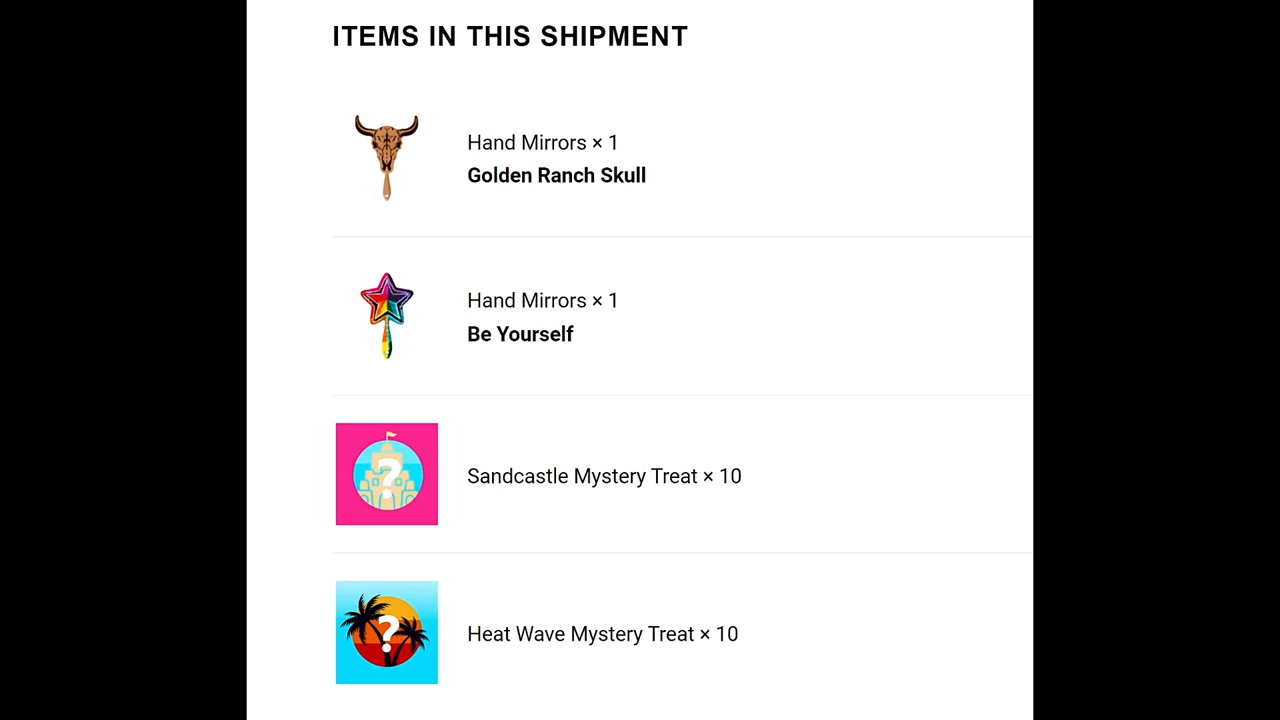 ITEMS IN THIS SHIPMENT
Hand Mirrors × 1
Golden Ranch Skull
Hand Mirrors × 1
Be Yourself
?
Sandcastle Mystery Treat × 10
?
Heat Wave Mystery Treat × 10